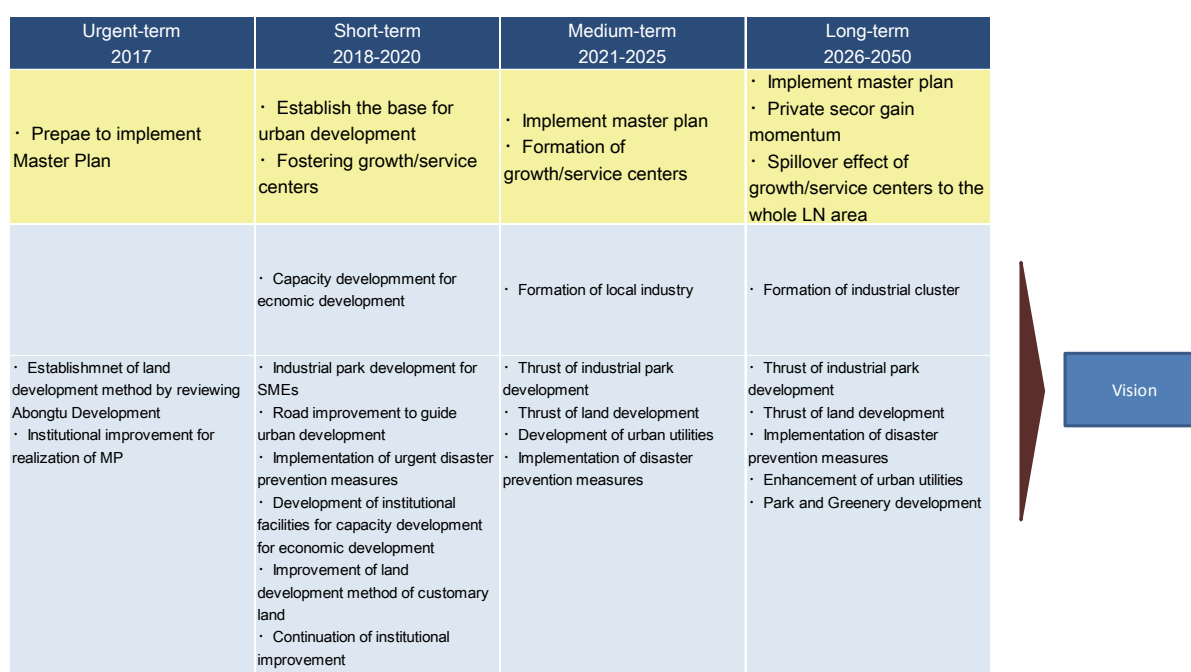 Urgent-term
2017
Short-term
2018-2020
Medium-term
2021-2025
Long-term
2026-2050
・ Prepae to implement
Master Plan
・ Establish the base for
urban development
・ Fostering growth/service
centers
・ Implement master plan
・ Formation of
growth/service centers
・ Implement master plan
・ Private secor gain
momentum
・ Spillover effect of
growth/service centers to the
whole LN area
・ Capacity developmment for
ecnomic development
・ Formation of local industry
・ Formation of industrial cluster
・ Establishmnet of land
development method by reviewing
Abongtu Development
・ Institutional improvement for
realization of MP
・ Industrial park development for
SMEs
・ Road improvement to guide
urban development
・ Implementation of urgent disaster
prevention measures
・ Development of institutional
facilities for capacity development
for economic development
・ Improvement of land
development method of customary
land
・ Continuation of institutional
improvement
・ Thrust of industrial park
development
・ Thrust of land development
・ Development of urban utilities
・ Implementation of disaster
prevention measures
・ Thrust of industrial park
development
・ Thrust of land development
・ Implementation of disaster
prevention measures
・ Enhancement of urban utilities
・ Park and Greenery development
Vision